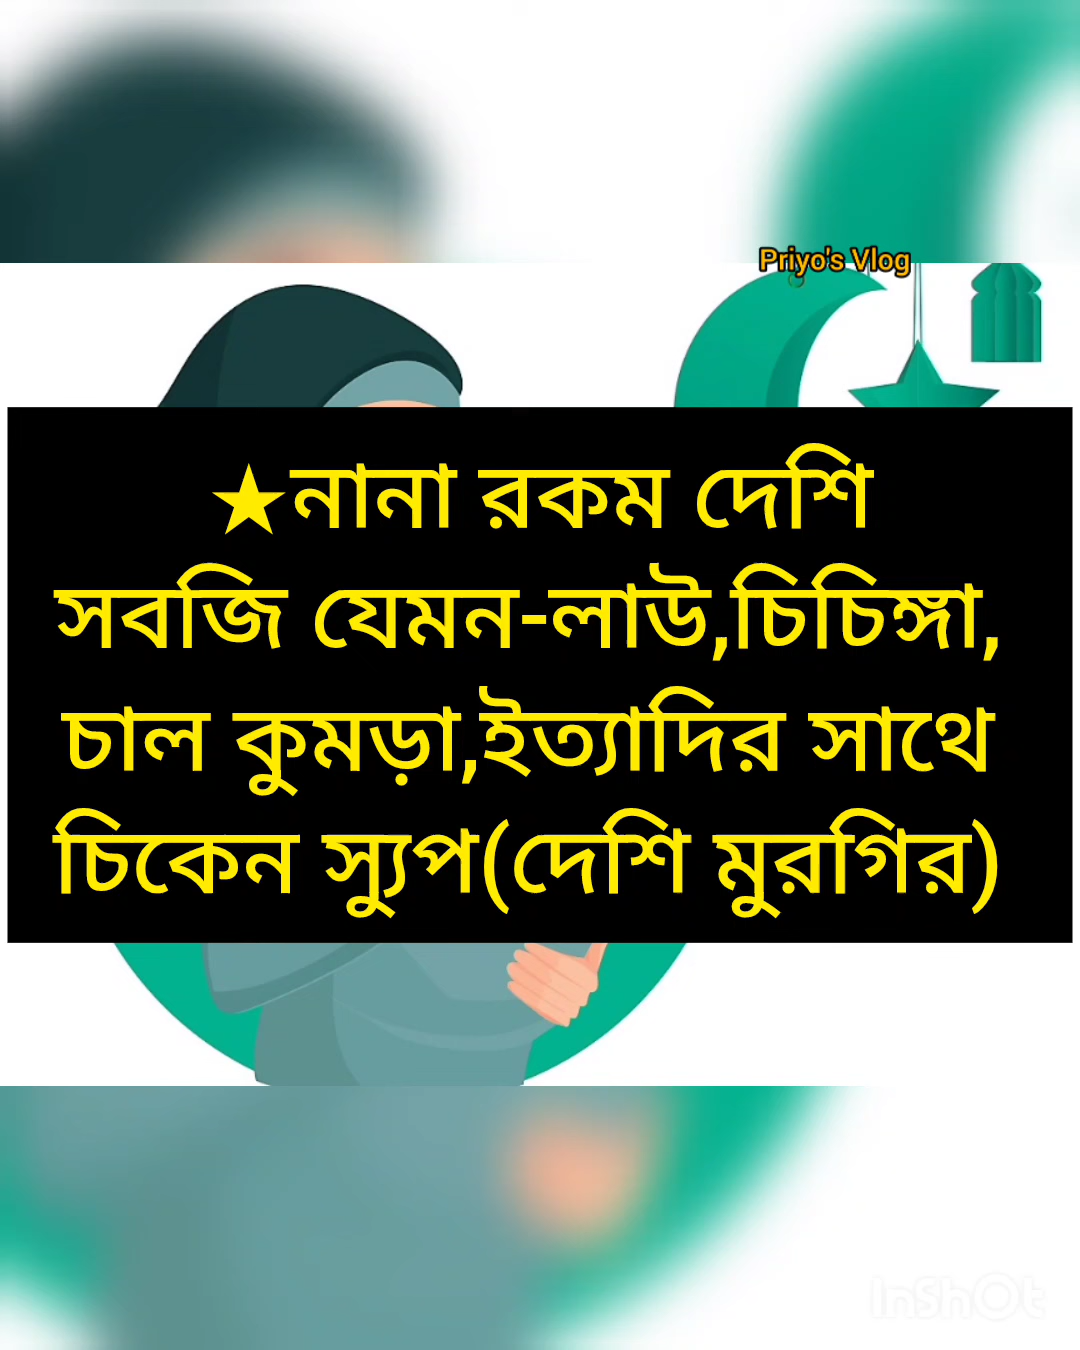 Priyo's Vlog
★নানা রকম দেশি
সবজি যেমন-লাউ,চিচিঙ্গা,
চাল কুমড়া,ইত্যাদির সাথে
চিকেন স্যুপ(দেশি মুরগির)
InShOt